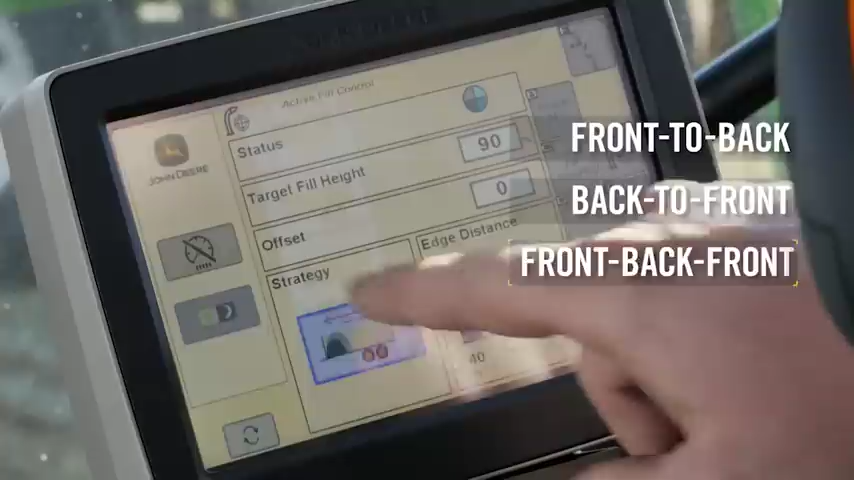 Active Fill Control
JOHN DEERE
Status
Target Fill Height
90
Offset
0
Strategy
Edge Distance
40
FRONT-TO-BACK
BACK-TO-FRONT
FRONT-BACK-FRONT